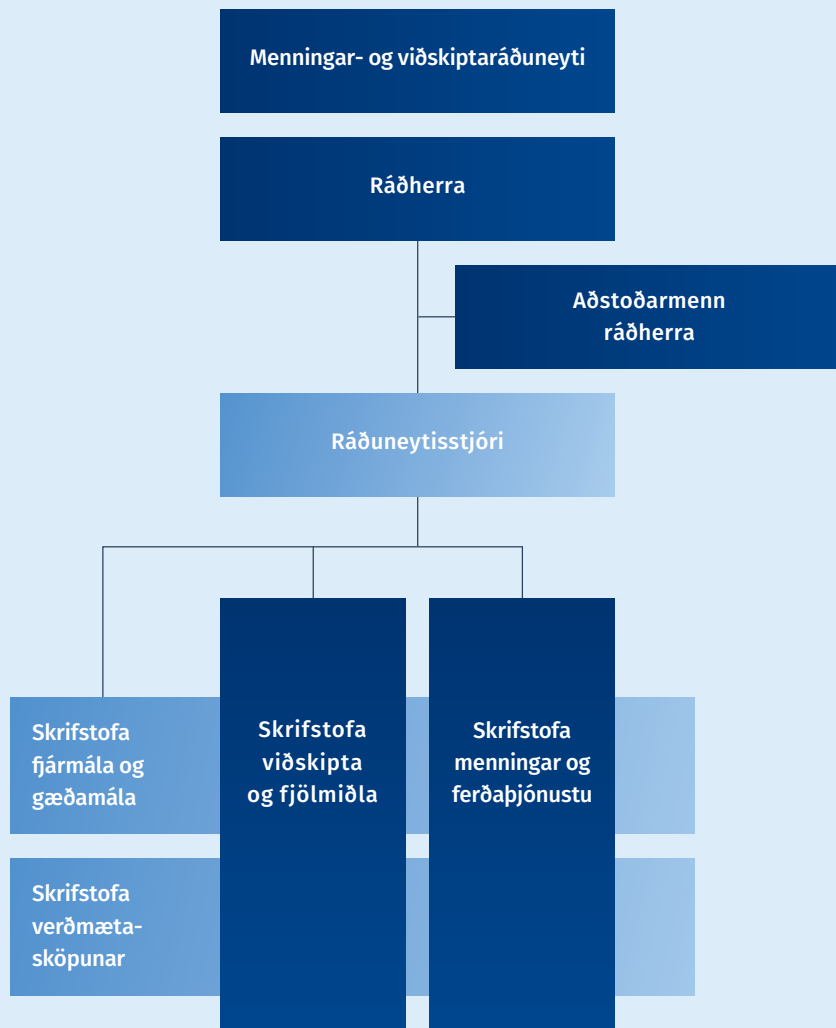 Menningar- og viðskiptaráðuneyti
Ráðherra
Aðstoðarmenn
ráðherra
Ráðuneytisstjóri
Skrifstofa
fjármála og
gæðamála
Skrifstofa
viðskipta
og fjölmiðla
Skrifstofa
menningar og
ferðaþjónustu
Skrifstofa
verðmæta-
sköpunar